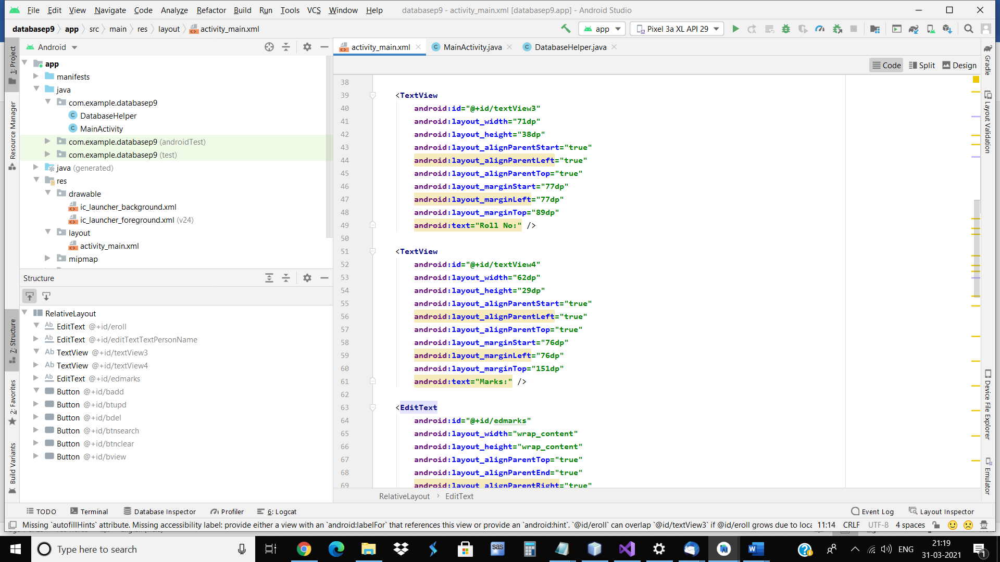 File Edit View Navigate Code Analyze Refactor Build Run Tools VCS Window Help databasep9 - activity_main.xml [databasep9.app] - Android Studio
databasep9 app src main res layout activity_main.xml app Pixel 3a XL API 29
Android
activity_main.xml MainActivity.java DatabaseHelper.java
Code Split Design
1: Project
Resource Manager
7: Structure
2: Favorites
Build Variants
app
manifests
java
com.example.databasep9
DatabaseHelper
MainActivity
com.example.databasep9 (androidTest)
com.example.databasep9 (test)
java (generated)
res
drawable
ic_launcher_background.xml
ic_launcher_foreground.xml (v24)
layout
activity_main.xml
mipmap
Structure
RelativeLayout
EditText @+id/eroll
EditText @+id/editTextTextPersonName
TextView @+id/textView3
TextView @+id/textView4
EditText @+id/edmarks
Button @+id/badd
Button @+id/btupd
Button @+id/bdel
Button @+id/btnsearch
Button @+id/btnclear
Button @+id/bview
38
39 <TextView
40 android:id="@+id/textView3"
41 android:layout_width="71dp"
42 android:layout_height="38dp"
43 android:layout_alignParentStart="true"
44 android:layout_alignParentLeft="true"
45 android:layout_alignParentTop="true"
46 android:layout_marginStart="77dp"
47 android:layout_marginLeft="77dp"
48 android:layout_marginTop="89dp"
49 android:text="Roll No:" />
50
51 <TextView
52 android:id="@+id/textView4"
53 android:layout_width="62dp"
54 android:layout_height="29dp"
55 android:layout_alignParentStart="true"
56 android:layout_alignParentLeft="true"
57 android:layout_alignParentTop="true"
58 android:layout_marginStart="76dp"
59 android:layout_marginLeft="76dp"
60 android:layout_marginTop="151dp"
61 android:text="Marks:" />
62
63 <EditText
64 android:id="@+id/edmarks"
65 android:layout_width="wrap_content"
66 android:layout_height="wrap_content"
67 android:layout_alignParentTop="true"
68 android:layout_alignParentEnd="true"
69 android:layout_alignParentRight="true"
RelativeLayout EditText
Gradle
Layout Validation
Device File Explorer
Emulator
TODO Terminal Database Inspector Profiler 6: Logcat Event Log Layout Inspector
Missing `autofillHints` attribute. Missing accessibility label: provide either a view with an `android:labelFor` that references this view or provide an `android:hint`. `@id/eroll` can overlap `@id/textView3` if @id/eroll grows due to loca 11:14 CRLF UTF-8 4 spaces
Type here to search sas ENG 21:19
31-03-2021 1